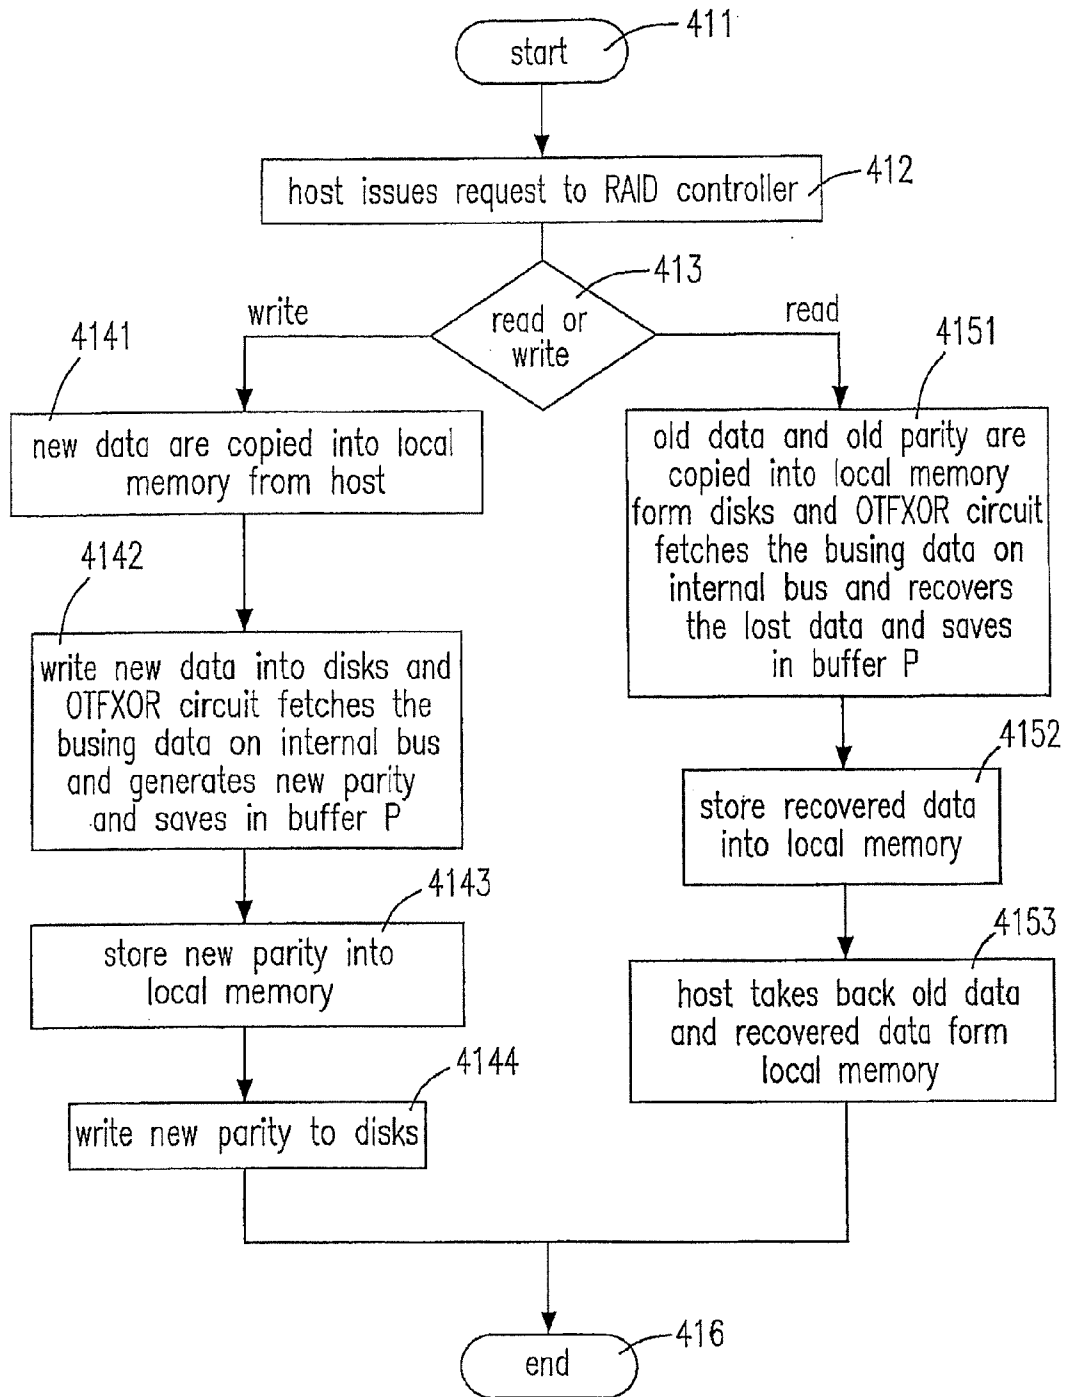 411
start
412
host issues request to RAID controller
413
read or
write
write
read
4141
new data are copied into local
memory from host
4142
write new data into disks and
OTFXOR circuit fetches the
busing data on internal bus
and generates new parity
and saves in buffer P
4143
store new parity into
local memory
4144
write new parity to disks
4151
old data and old parity are
copied into local memory
form disks and OTFXOR circuit
fetches the busing data on
internal bus and recovers
the lost data and saves
in buffer P
4152
store recovered data
into local memory
4153
host takes back old data
and recovered data form
local memory
416
end